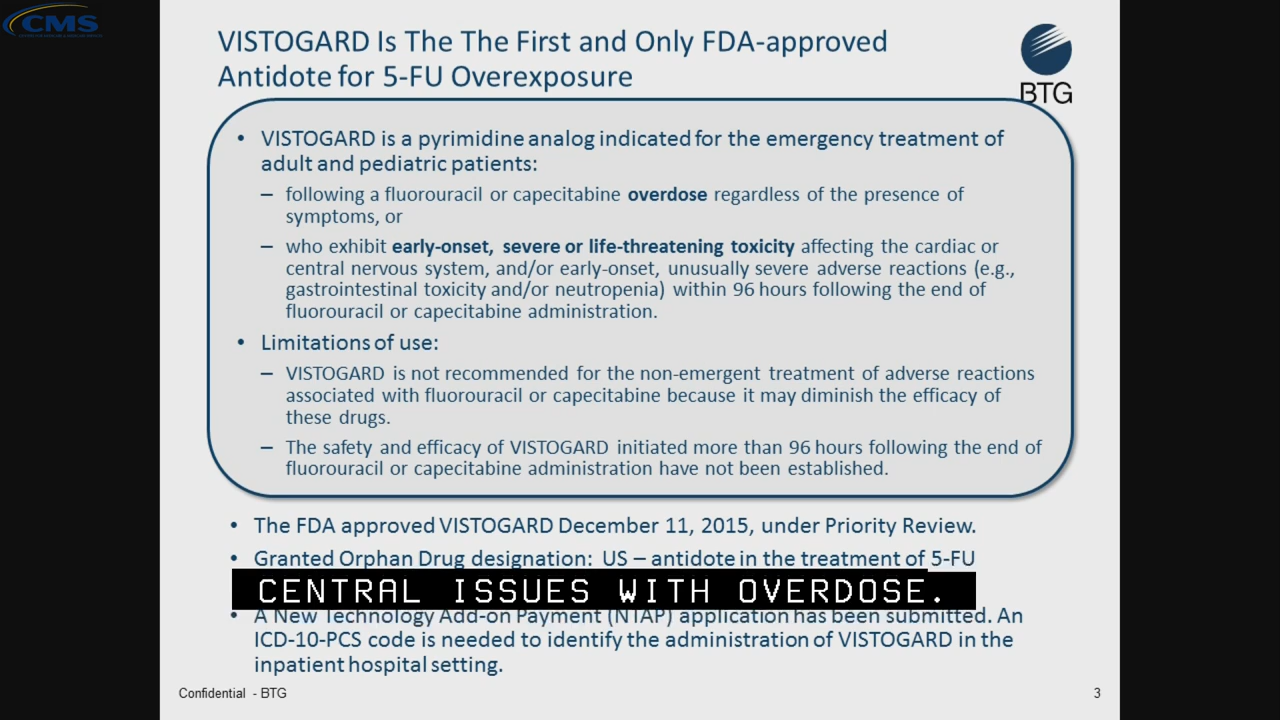 CMS
VISTOGARD Is The The First and Only FDA-approved
Antidote for 5-FU Overexposure
BTG
• VISTOGARD is a pyrimidine analog indicated for the emergency treatment of
adult and pediatric patients:
– following a fluorouracil or capecitabine overdose regardless of the presence of
symptoms, or
– who exhibit early-onset, severe or life-threatening toxicity affecting the cardiac or
central nervous system, and/or early-onset, unusually severe adverse reactions (e.g.,
gastrointestinal toxicity and/or neutropenia) within 96 hours following the end of
fluorouracil or capecitabine administration.
• Limitations of use:
– VISTOGARD is not recommended for the non-emergent treatment of adverse reactions
associated with fluorouracil or capecitabine because it may diminish the efficacy of
these drugs.
– The safety and efficacy of VISTOGARD initiated more than 96 hours following the end of
fluorouracil or capecitabine administration have not been established.
• The FDA approved VISTOGARD December 11, 2015, under Priority Review.
• Granted Orphan Drug designation: US – antidote in the treatment of 5-FU
CENTRAL ISSUES WITH OVERDOSE.
• A New Technology Add-on Payment (NTAP) application has been submitted. An
ICD-10-PCS code is needed to identify the administration of VISTOGARD in the
inpatient hospital setting.
Confidential - BTG
3